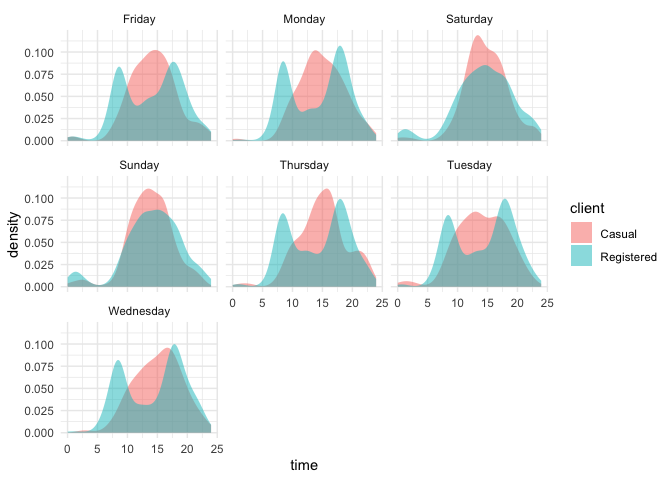 Friday
Monday
Saturday
0.100
0.075
0.050
0.025
0.000
Sunday
Thursday
Tuesday
0.100
0.075
0.050
0.025
0.000
0 5 10 15 20 25
0 5 10 15 20 25
Wednesday
0.100
0.075
0.050
0.025
0.000
0 5 10 15 20 25
time
density
client
Casual
Registered